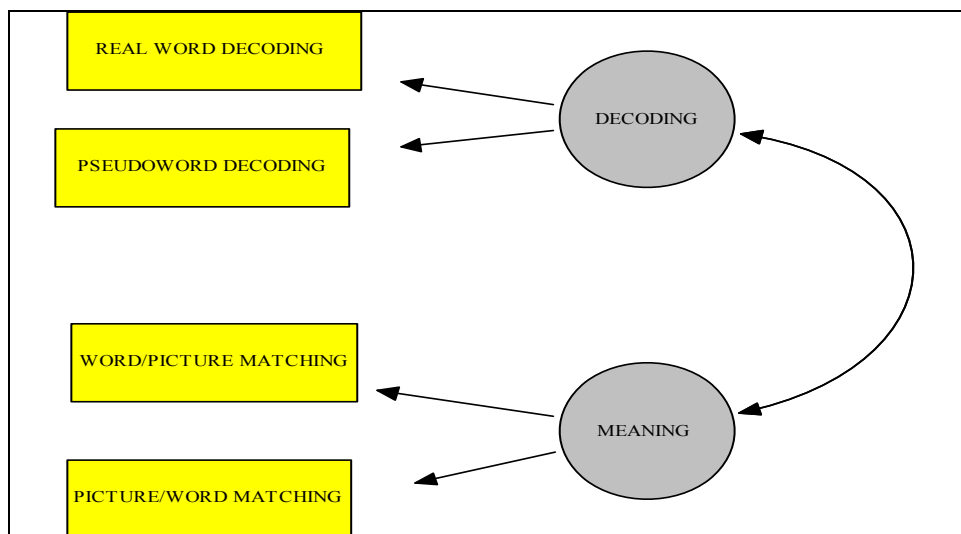 REAL WORD DECODING
DECODING
PSEUDOWORD DECODING
WORD/PICTURE MATCHING
MEANING
PICTURE/WORD MATCHING